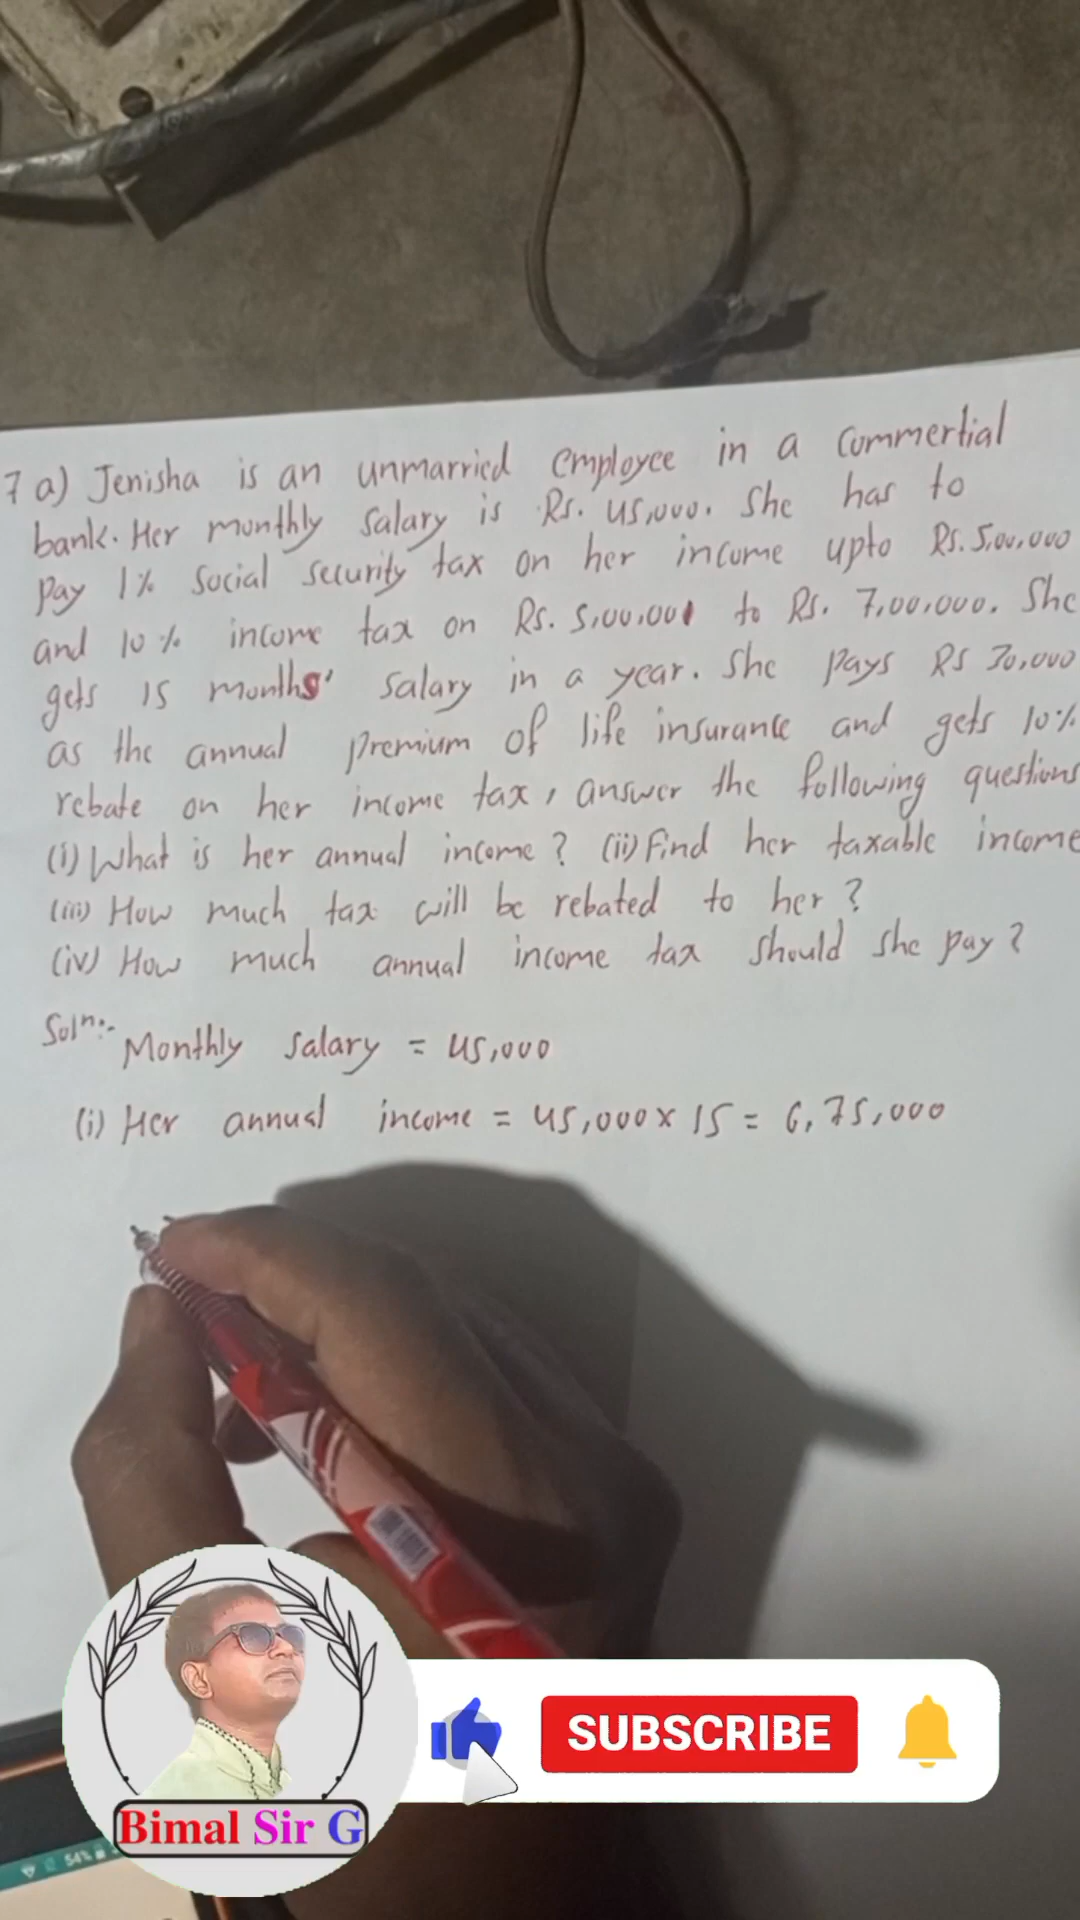 7 a) Jenisha is an unmarried employee in a commertial
bank. Her monthly salary is Rs. 45,000. She has to
pay 1% social security tax on her income upto Rs. 5,00,000
and 10% income tax on Rs. 5,00,001 to Rs. 7,00,000. She
gets 15 months' salary in a year. She pays RS 30,000
as the annual premium of life insurance and gets 10%
rebate on her income tax, answer the following questions
(i) What is her annual income? (ii) Find her taxable income
(iii) How much tax will be rebated to her?
(iv) How much annual income tax should she pay?
Soln:-
Monthly salary = 45,000
(i) Her annual income = 45,000 x 15 = 6,75,000
SUBSCRIBE
Bimal Sir G
54%